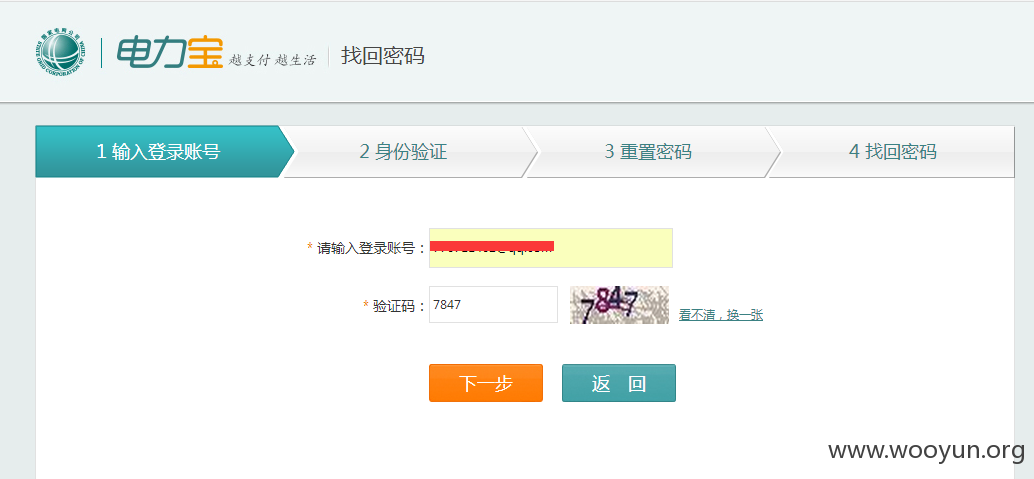 电力宝 越支付 越生活 找回密码
1 输入登录账号 2 身份验证 3 重置密码 4 找回密码
* 请输入登录账号：
* 验证码： 7847 7847 看不清，换一张
下一步 返 回
www.wooyun.org